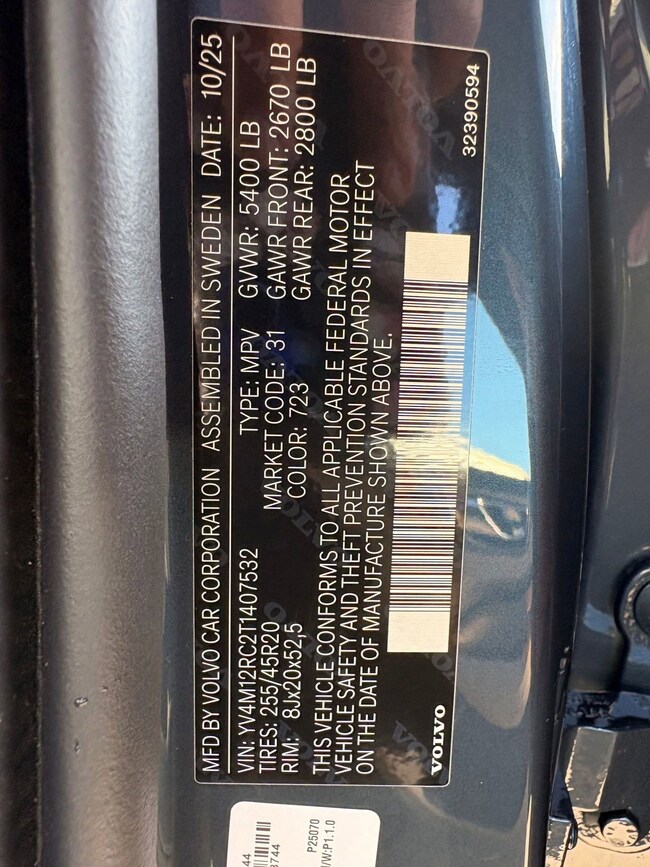 MFD BY VOLVO CAR CORPORATION ASSEMBLED IN SWEDEN DATE: 10/25
VIN: YV4M12RC2T1407532 TYPE: MPV GVWR: 5400 LB
TIRES: 255/45R20 MARKET CODE: 31 GAWR FRONT: 2670 LB
RIM: 8Jx20x52,5 COLOR: 723 GAWR REAR: 2800 LB
THIS VEHICLE CONFORMS TO ALL APPLICABLE FEDERAL MOTOR
VEHICLE SAFETY AND THEFT PREVENTION STANDARDS IN EFFECT
ON THE DATE OF MANUFACTURE SHOWN ABOVE.
VOLVO 32390594
P25070